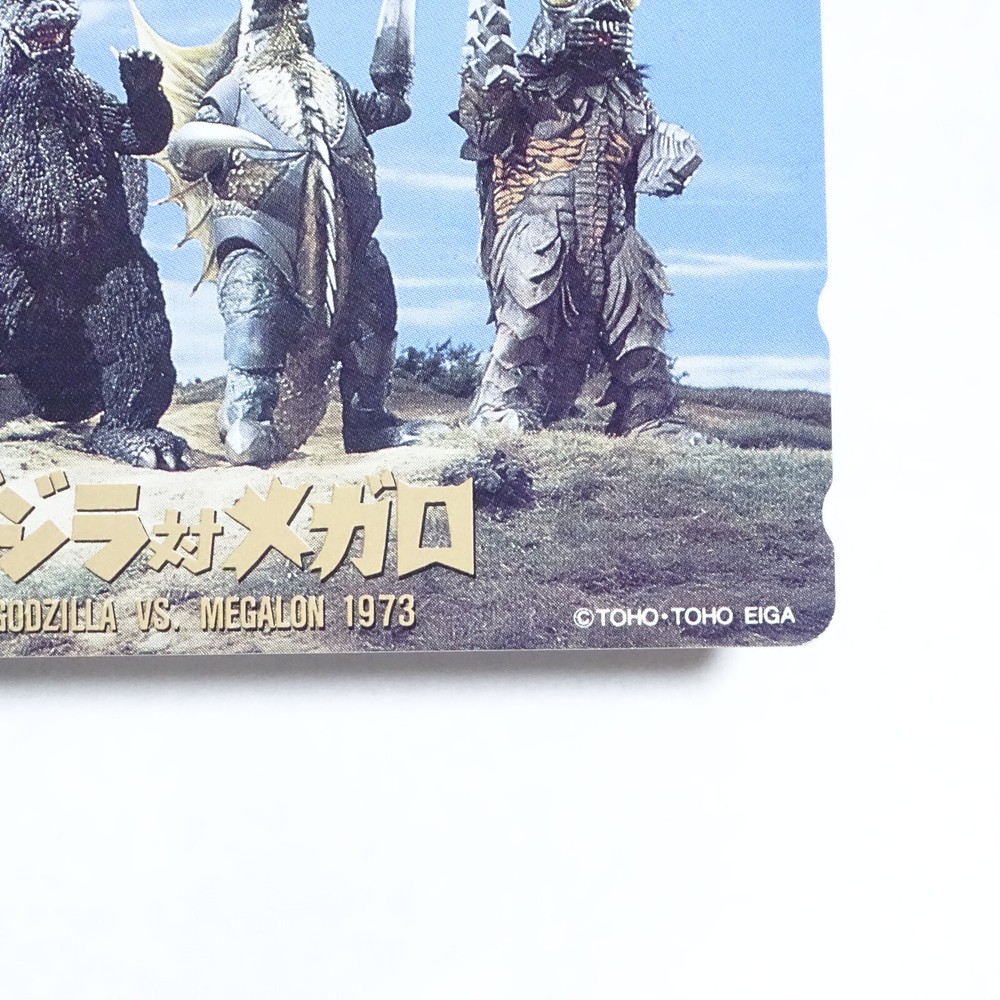 ジラ対メガロ
GODZILLA VS. MEGALON 1973
©TOHO・TOHO EIGA